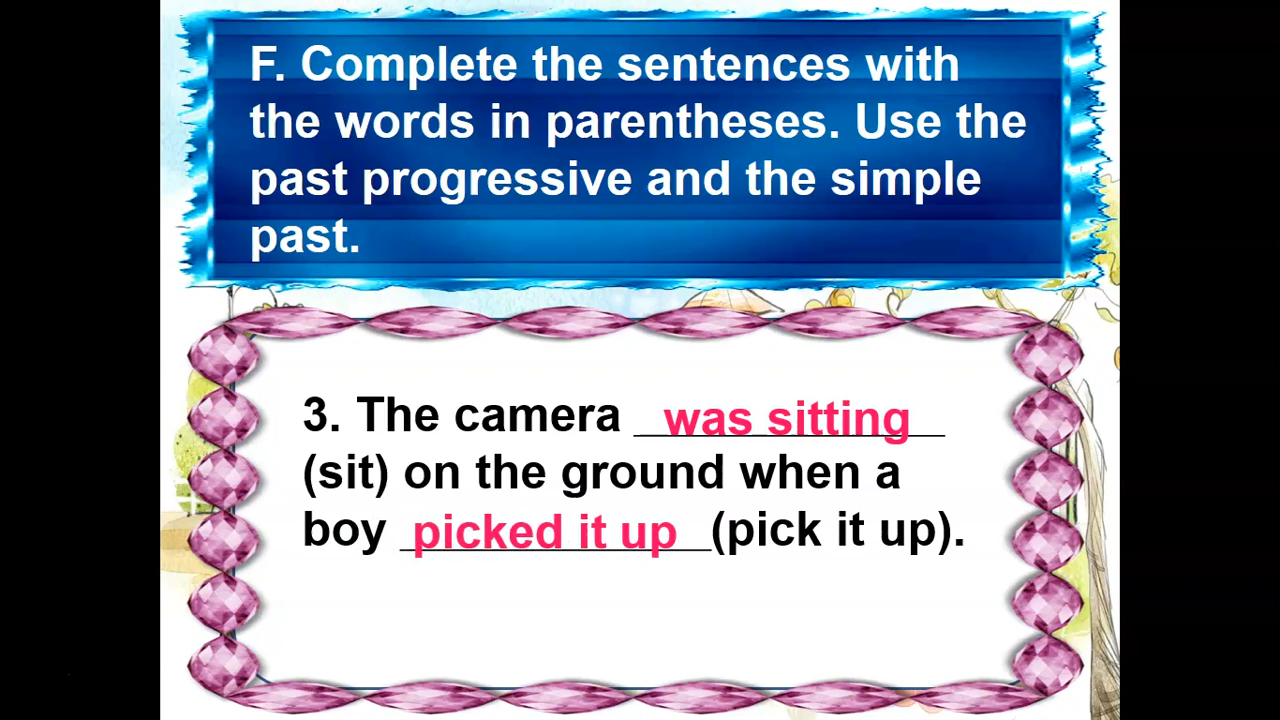 F. Complete the sentences with
the words in parentheses. Use the
past progressive and the simple
past.
3. The camera was sitting
(sit) on the ground when a
boy picked it up (pick it up).